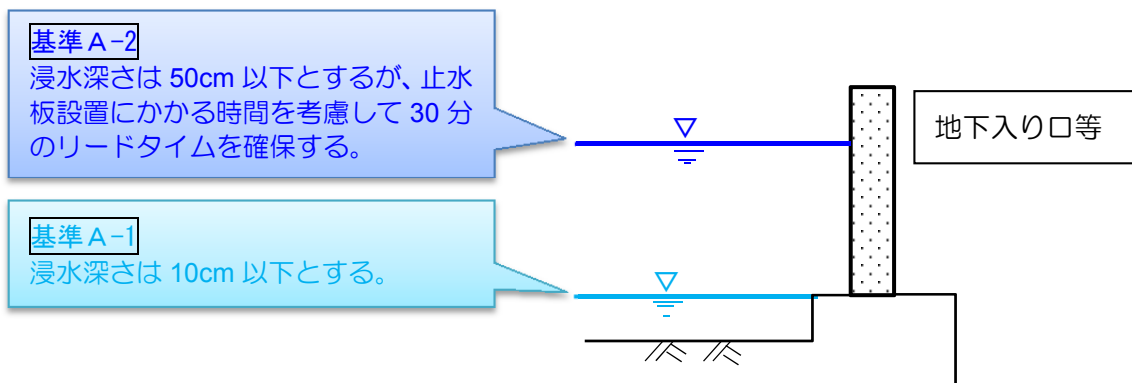 基準A-2
浸水深さは 50cm 以下とするが、止水
板設置にかかる時間を考慮して 30 分
のリードタイムを確保する。
地下入り口等
基準A-1
浸水深さは 10cm 以下とする。